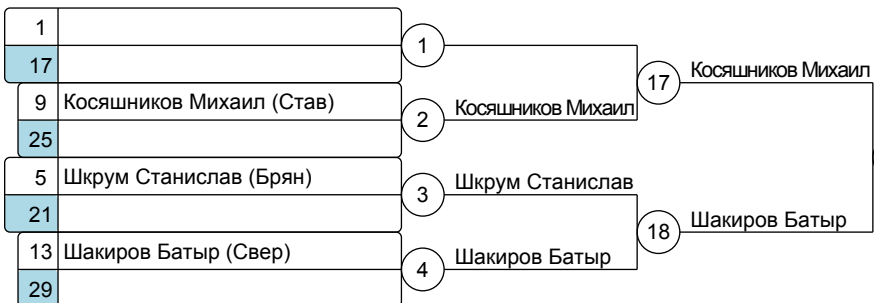 1
17
1
9 Косяшников Михаил (Став)
25
2
Косяшников Михаил
17
Косяшников Михаил
5 Шкрум Станислав (Брян)
21
3
Шкрум Станислав
13 Шакиров Батыр (Свер)
29
4
Шакиров Батыр
18
Шакиров Батыр